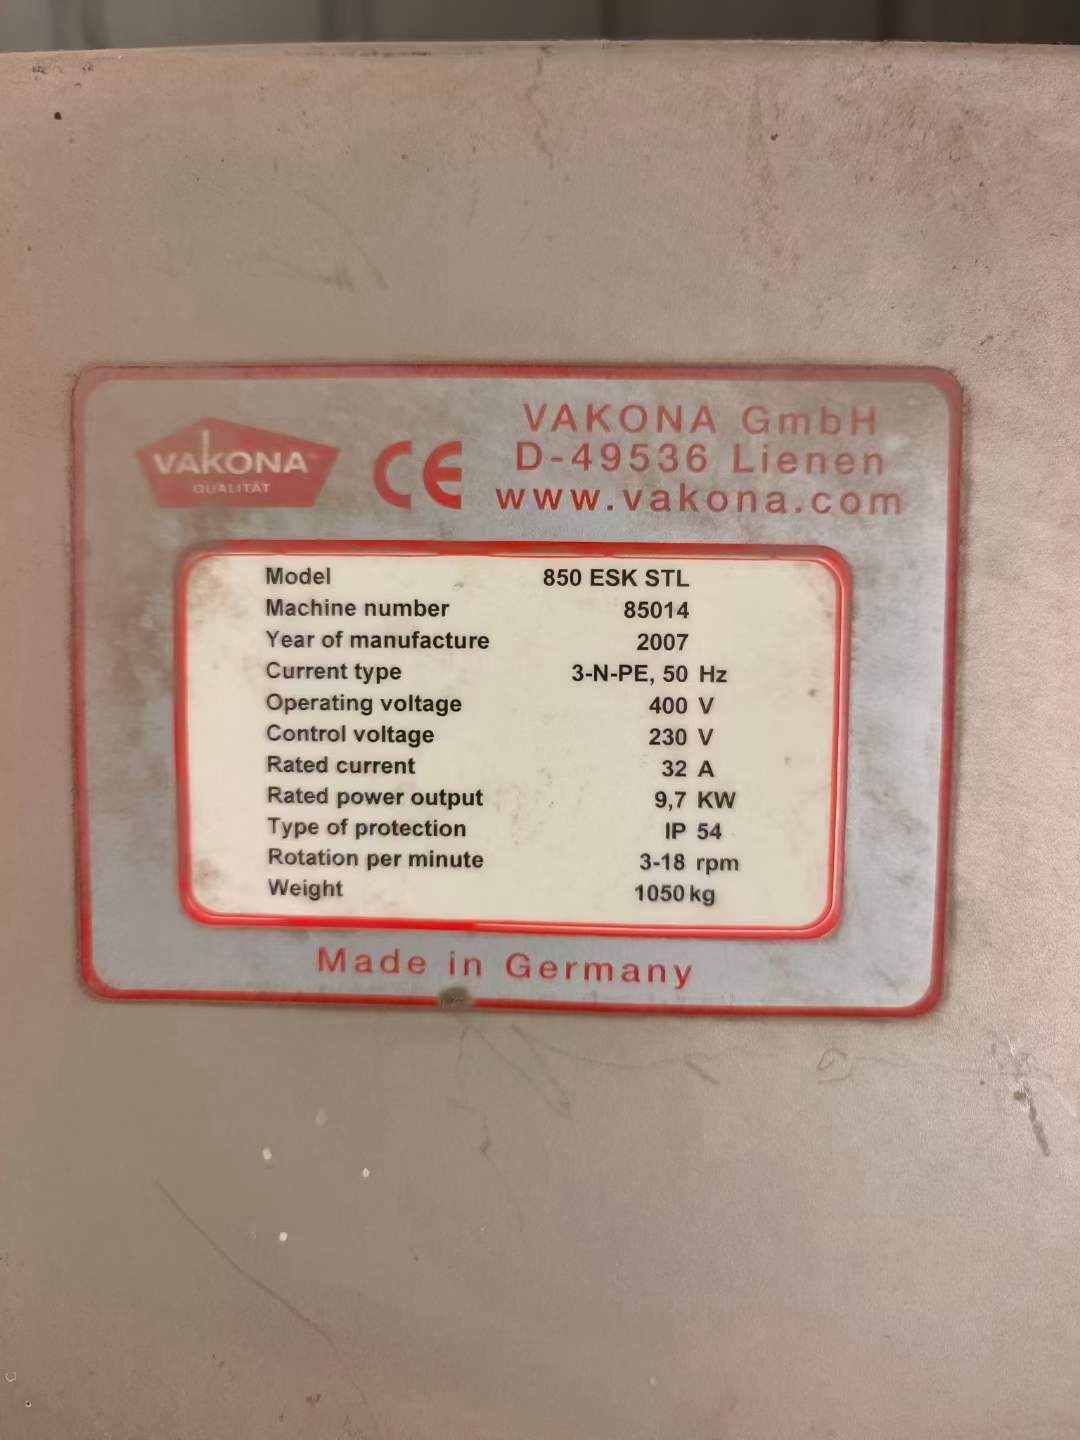 VAKONA
QUALITÄT
CE
VAKONA GmbH
D-49536 Lienen
www.vakona.com
Model 850 ESK STL
Machine number 85014
Year of manufacture 2007
Current type 3-N-PE, 50 Hz
Operating voltage 400 V
Control voltage 230 V
Rated current 32 A
Rated power output 9,7 KW
Type of protection IP 54
Rotation per minute 3-18 rpm
Weight 1050 kg
Made in Germany